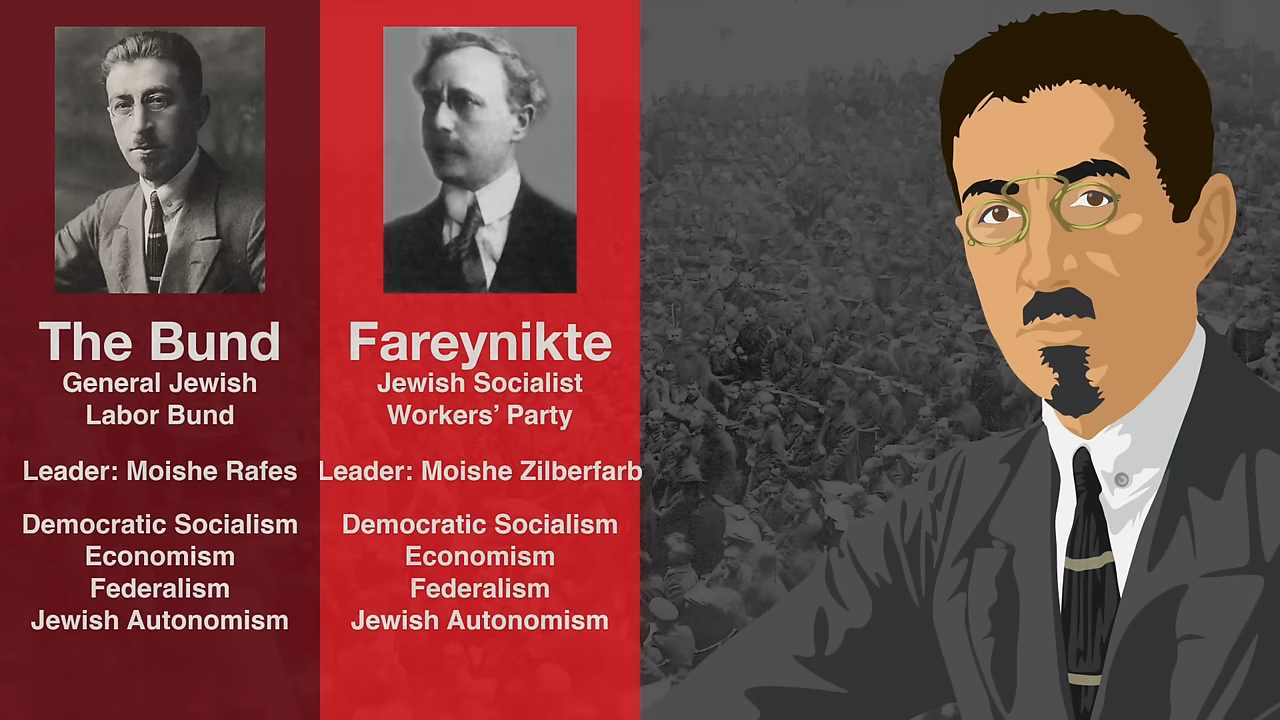 The Bund
General Jewish
Labor Bund
Leader: Moishe Rafes
Democratic Socialism
Economism
Federalism
Jewish Autonomism
Fareynikte
Jewish Socialist
Workers’ Party
Leader: Moishe Zilberfarb
Democratic Socialism
Economism
Federalism
Jewish Autonomism